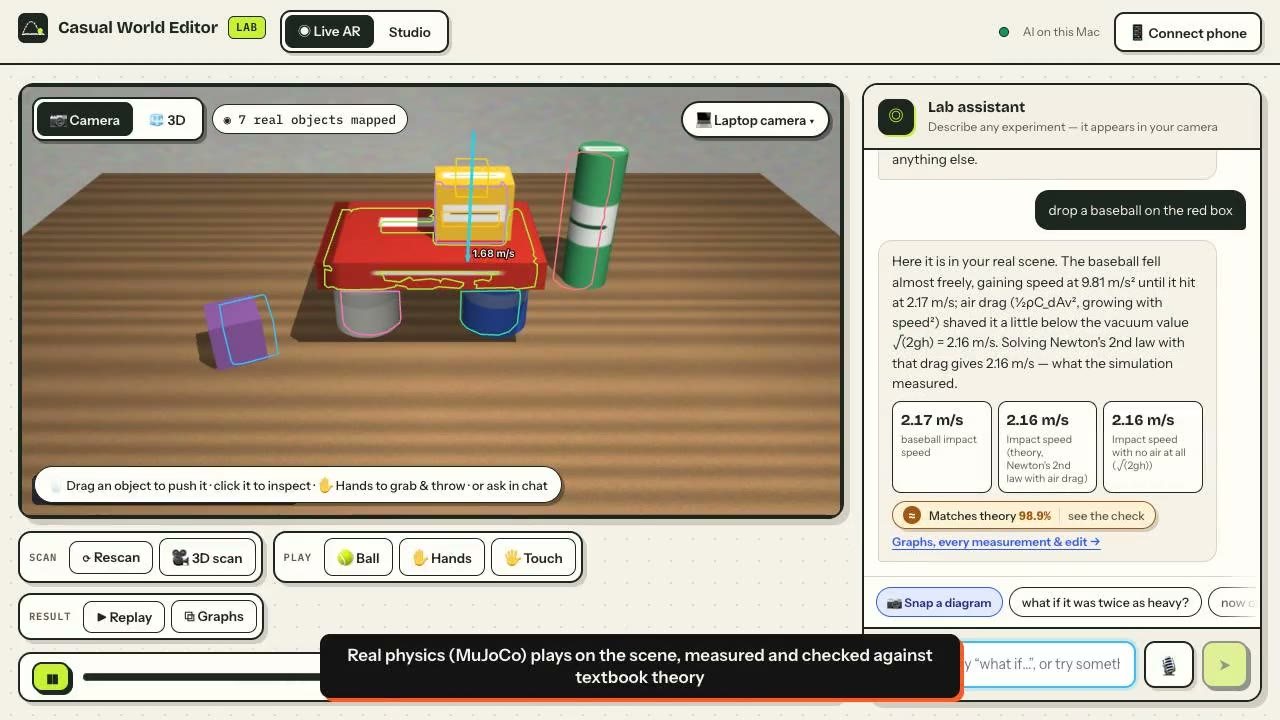 Casual World Editor
LAB
Live AR
Studio
AI on this Mac
Connect phone
Camera
3D
◉ 7 real objects mapped
Laptop camera ▾
1.68 m/s
Drag an object to push it · click it to inspect · ✋ Hands to grab & throw · or ask in chat
SCAN
⟳ Rescan
3D scan
PLAY
Ball
Hands
Touch
RESULT
▶ Replay
Graphs
Lab assistant
Describe any experiment — it appears in your camera
anything else.
drop a baseball on the red box
Here it is in your real scene. The baseball fell
almost freely, gaining speed at 9.81 m/s² until it hit
at 2.17 m/s; air drag (½ρC_dAv², growing with
speed²) shaved it a little below the vacuum value
√(2gh) = 2.16 m/s. Solving Newton's 2nd law with
that drag gives 2.16 m/s — what the simulation
measured.
2.17 m/s
baseball impact
speed
2.16 m/s
Impact speed
(theory,
Newton's 2nd
law with air drag)
2.16 m/s
Impact speed
with no air at all
(√(2gh))
≈ Matches theory 98.9%
see the check
Graphs, every measurement & edit →
Snap a diagram
what if it was twice as heavy?
now
y "what if…", or try someth
Real physics (MuJoCo) plays on the scene, measured and checked against
textbook theory